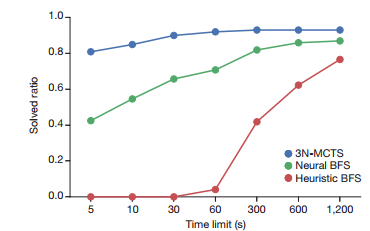 1.0
0.8
0.6
0.4
0.2
0.0
Solved ratio
5 10 30 60 300 600 1,200
Time limit (s)
3N-MCTS
Neural BFS
Heuristic BFS